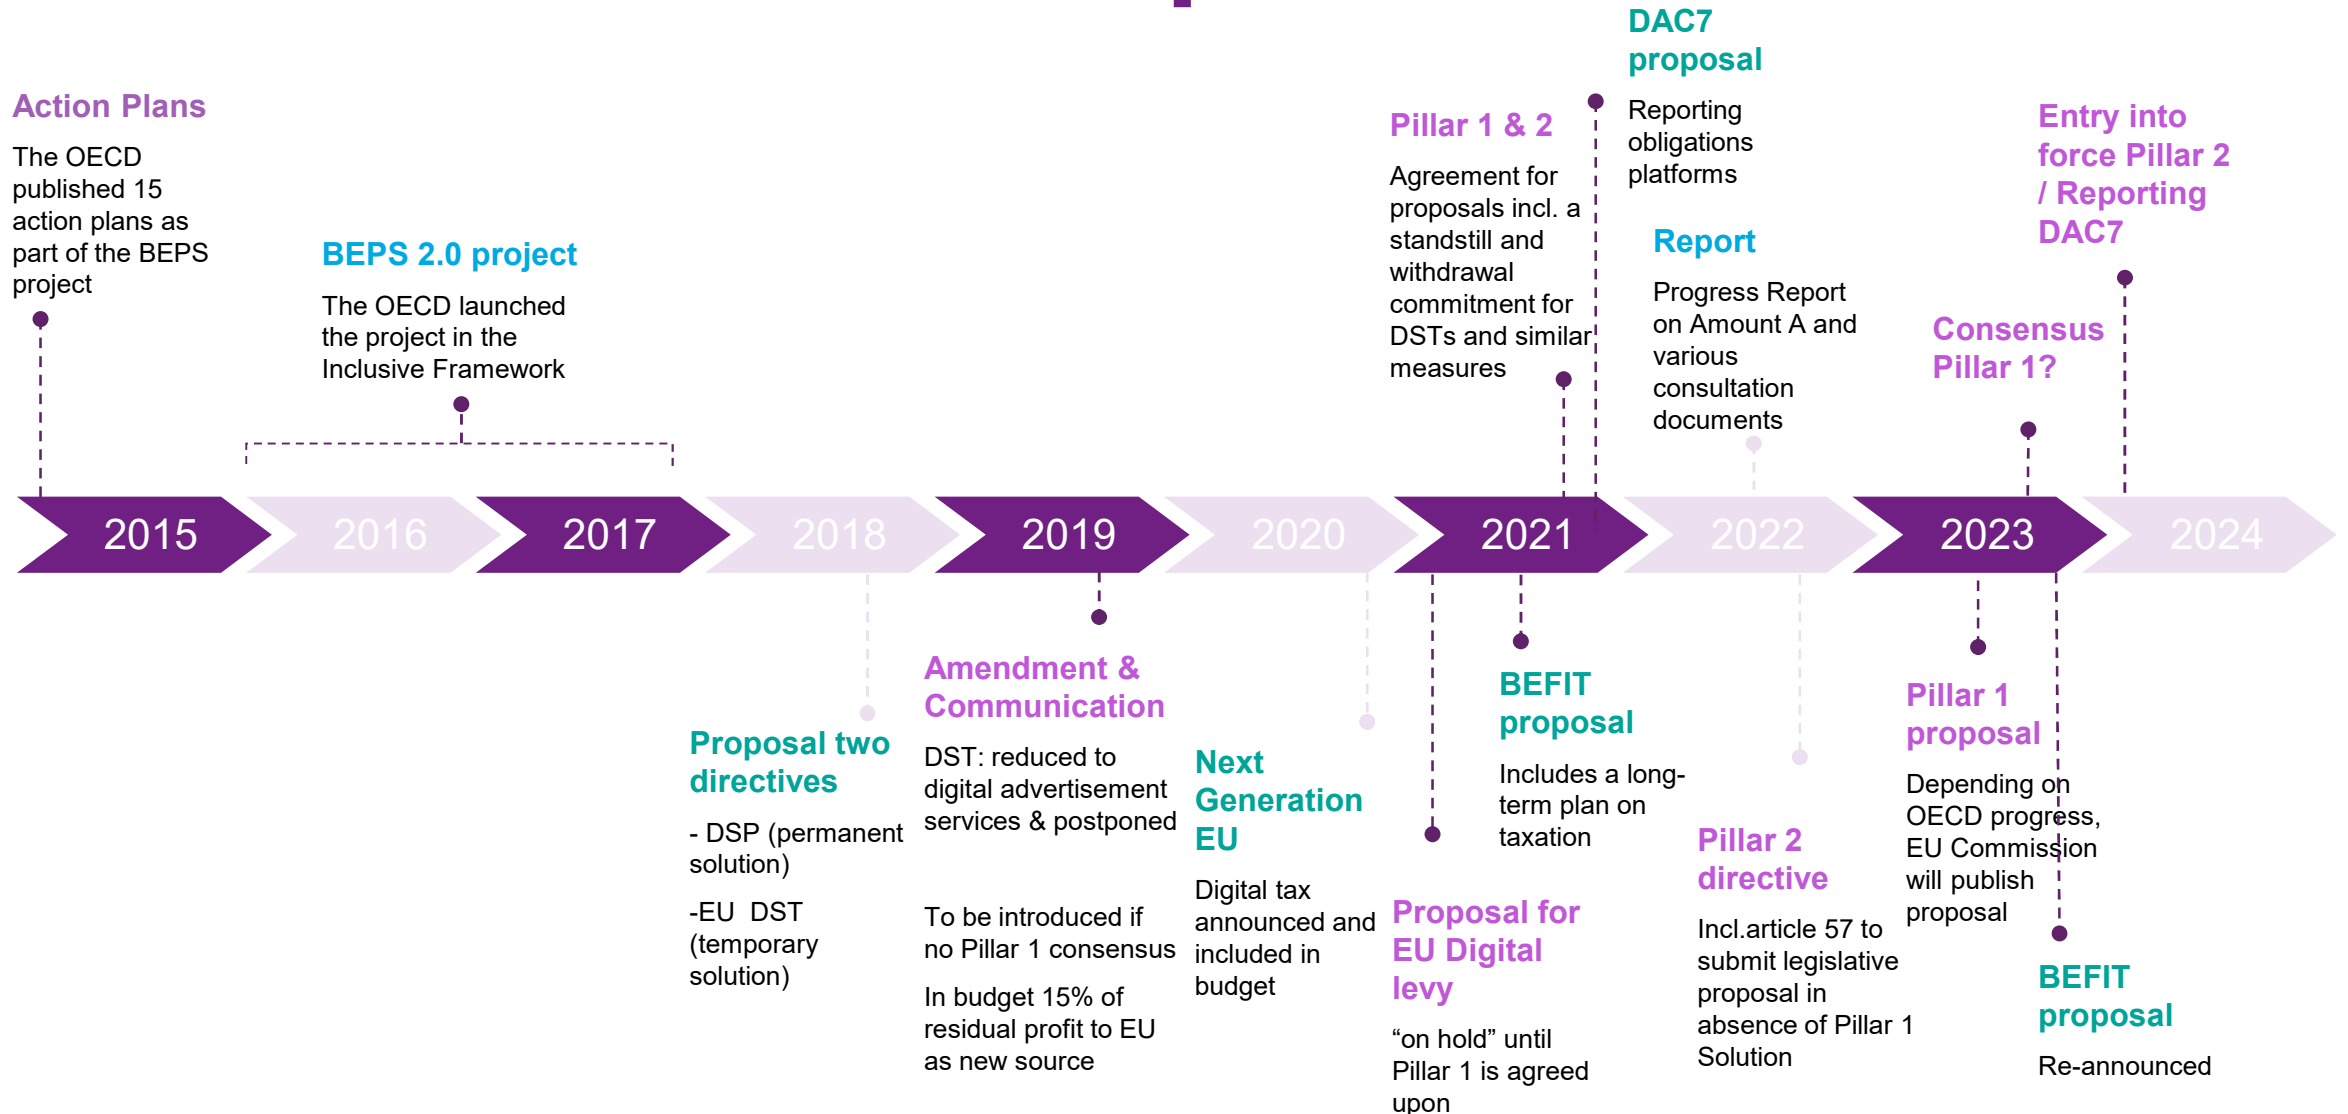 Action Plans
The OECD
published 15
action plans as
part of the BEPS
project
BEPS 2.0 project
The OECD launched
the project in the
Inclusive Framework
Pillar 1 & 2
Agreement for
proposals incl. a
standstill and
withdrawal
commitment for
DSTs and similar
measures
DAC7
proposal
Reporting
obligations
platforms
Report
Progress Report
on Amount A and
various
consultation
documents
Consensus
Pillar 1?
Entry into
force Pillar 2
/ Reporting
DAC7
2015
2016
2017
2018
2019
2020
2021
2022
2023
2024
Proposal two
directives
- DSP (permanent
solution)
-EU  DST
(temporary
solution)
Amendment &
Communication
DST: reduced to
digital advertisement
services & postponed
To be introduced if
no Pillar 1 consensus
In budget 15% of
residual profit to EU
as new source
Next
Generation
EU
Digital tax
announced and
included in
budget
Proposal for
EU Digital
levy
“on hold” until
Pillar 1 is agreed
upon
BEFIT
proposal
Includes a long-
term plan on
taxation
Pillar 2
directive
Incl.article 57 to
submit legislative
proposal in
absence of Pillar 1
Solution
Pillar 1
proposal
Depending on
OECD progress,
EU Commission
will publish
proposal
BEFIT
proposal
Re-announced